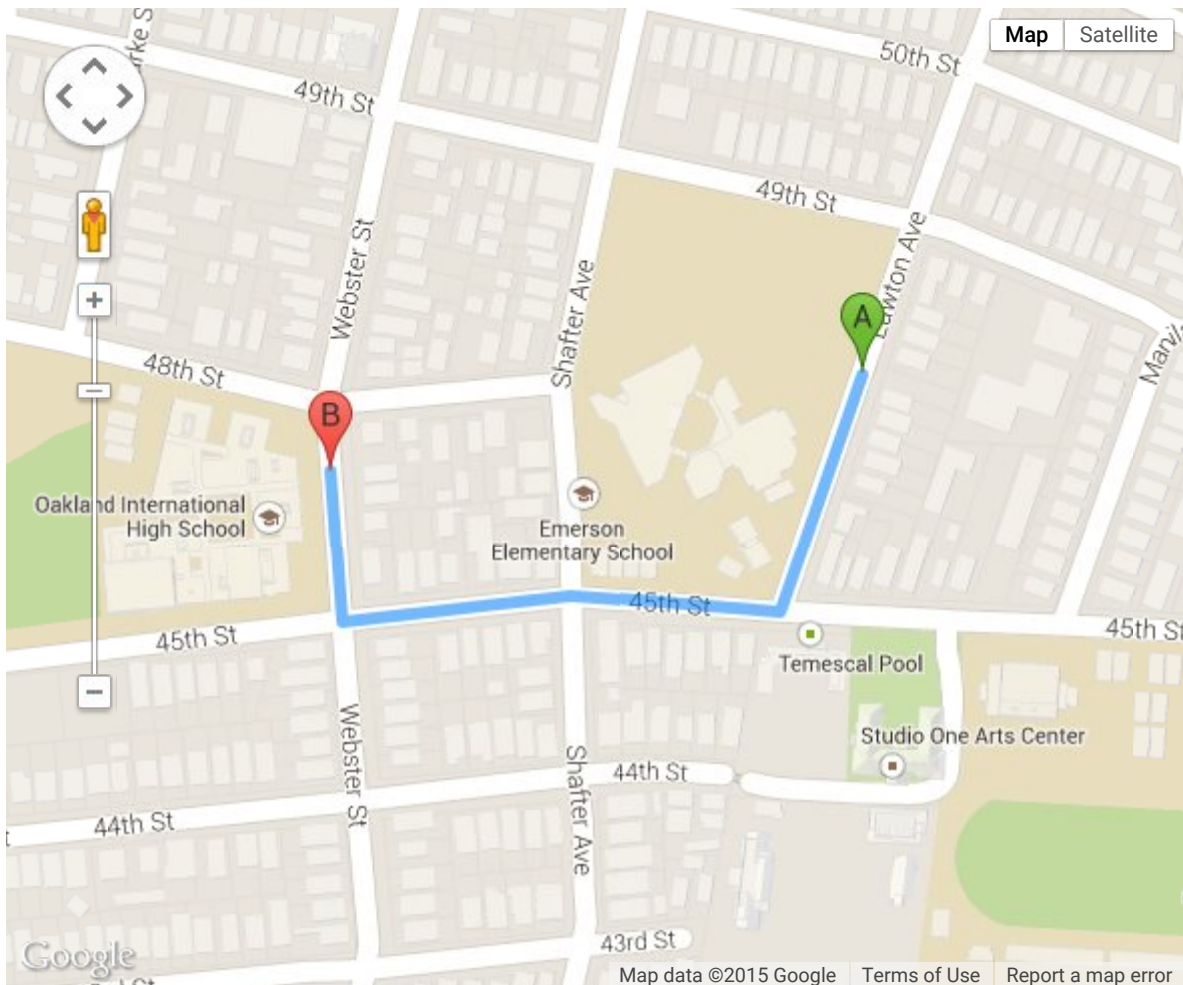 Map
Satellite
50th St
49th St
49th St
Webster St
Shafter Ave
Lawton Ave
A
48th St
B
Oakland International
High School
Emerson
Elementary School
45th St
45th St
45th St
Temescal Pool
Studio One Arts Center
Webster St
Shafter Ave
44th St
44th St
43rd St
Google
Map data ©2015 Google
Terms of Use
Report a map error